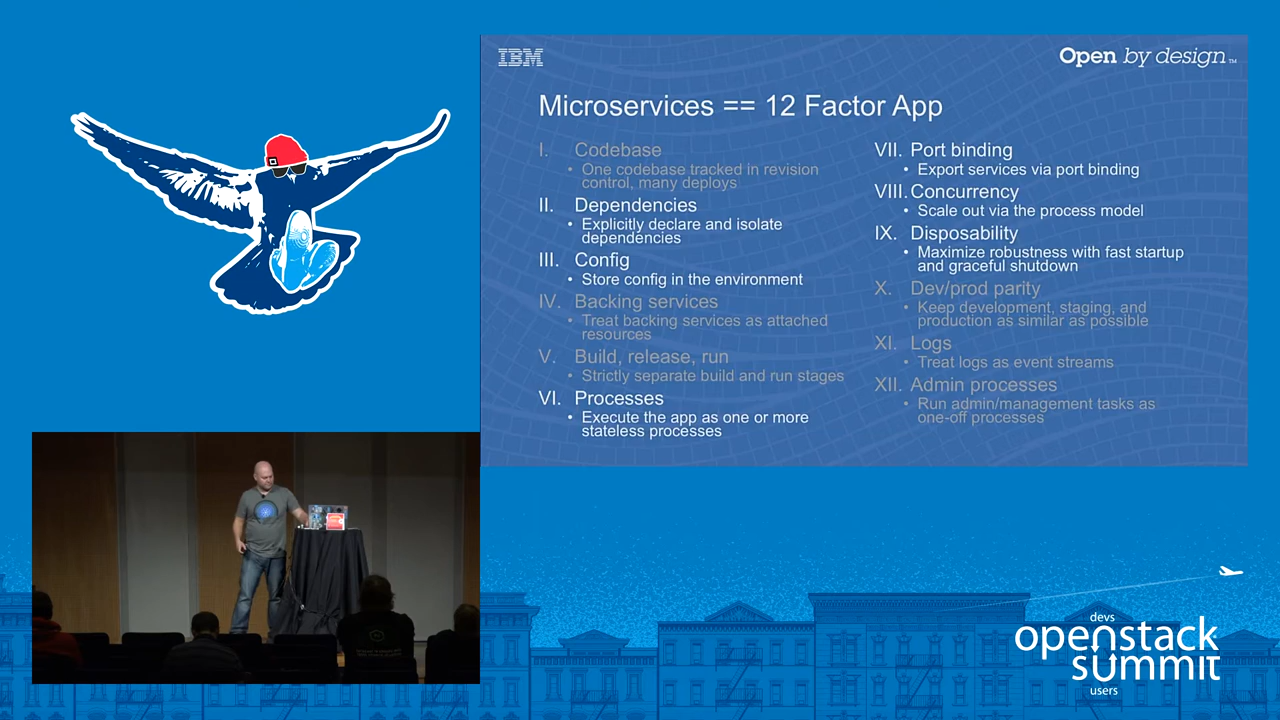 IBM
Open by design™
Microservices == 12 Factor App
I. Codebase
• One codebase tracked in revision
control, many deploys
II. Dependencies
• Explicitly declare and isolate
dependencies
III. Config
• Store config in the environment
IV. Backing services
• Treat backing services as attached
resources
V. Build, release, run
• Strictly separate build and run stages
VI. Processes
• Execute the app as one or more
stateless processes
VII. Port binding
• Export services via port binding
VIII. Concurrency
• Scale out via the process model
IX. Disposability
• Maximize robustness with fast startup
and graceful shutdown
X. Dev/prod parity
• Keep development, staging, and
production as similar as possible
XI. Logs
• Treat logs as event streams
XII. Admin processes
• Run admin/management tasks as
one-off processes
devs
openstack
summit
users